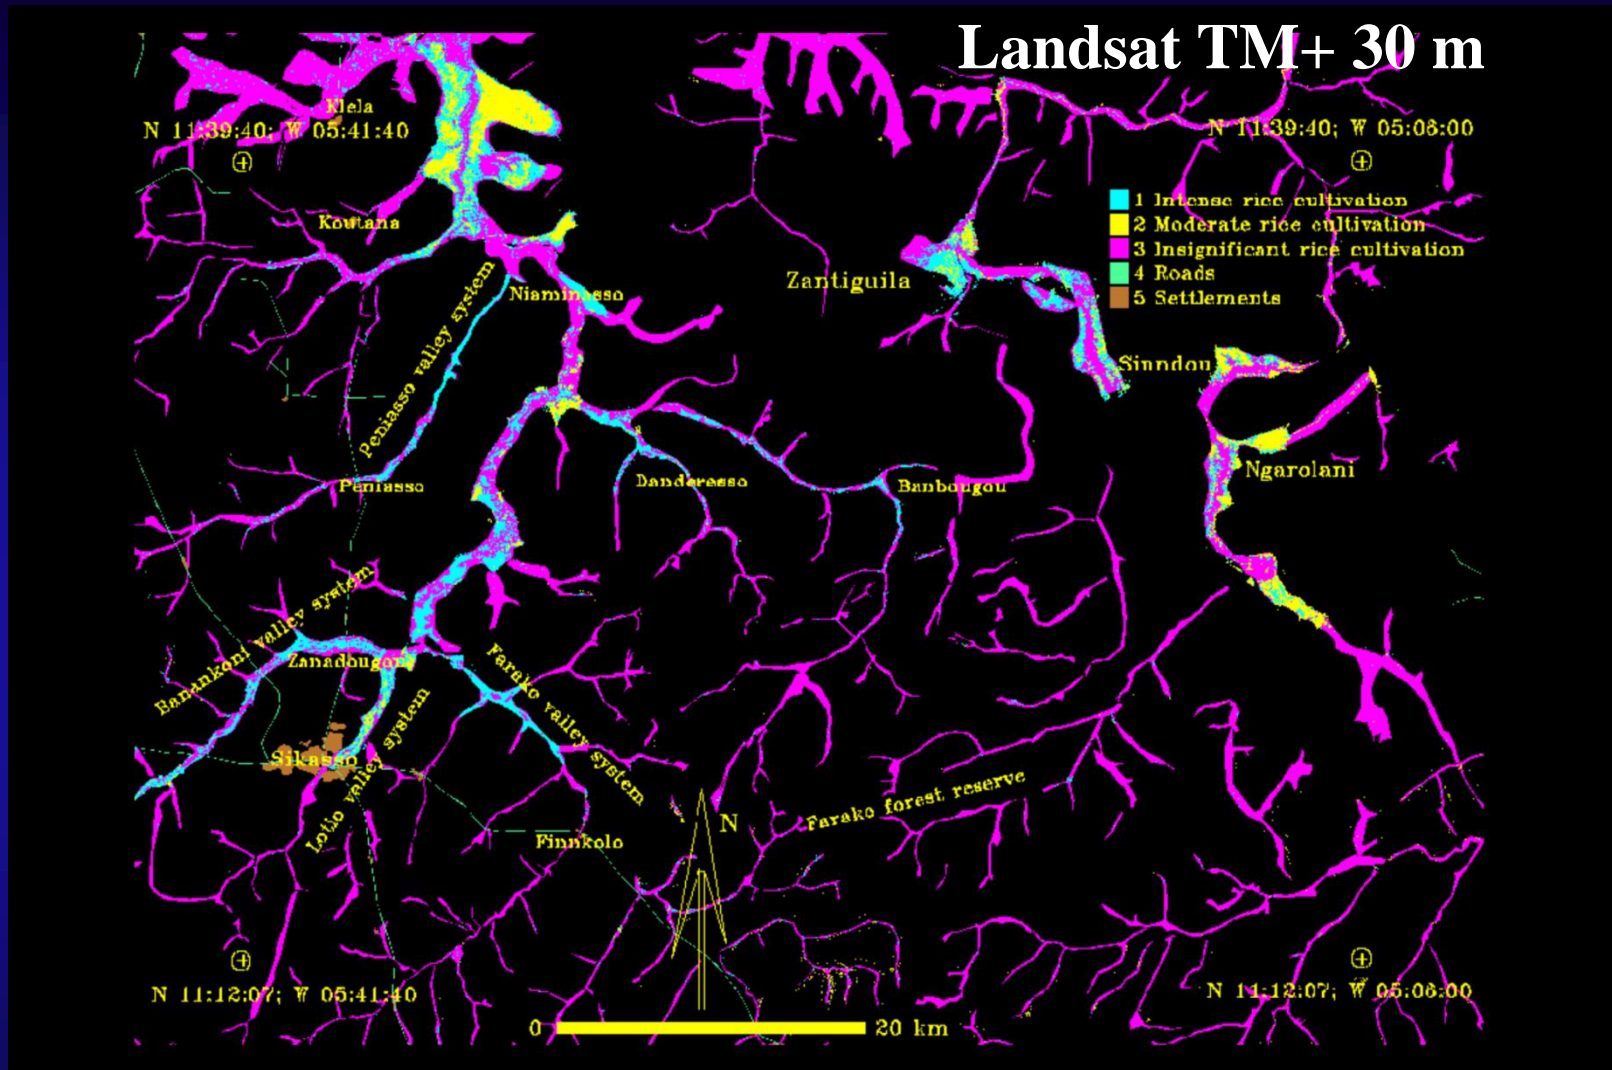 Landsat TM+ 30 m
Klela
N 11:39:40; W 05:41:40
N 11:39:40; W 05:06:00
1 Intense rice cultivation
2 Moderate rice cultivation
3 Insignificant rice cultivation
4 Roads
5 Settlements
Koutana
Zantiguila
Niaminasso
Peniasso valley system
Sinndou
Ngarolani
Peniasso
Danderesso
Banbougou
Banankoni valley system
Zanadougou
Farako valley system
Sikasso
Lotio valley system
Farako forest reserve
N
Finnkolo
N 11:12:07; W 05:41:40
N 11:12:07; W 05:06:00
0
20 km